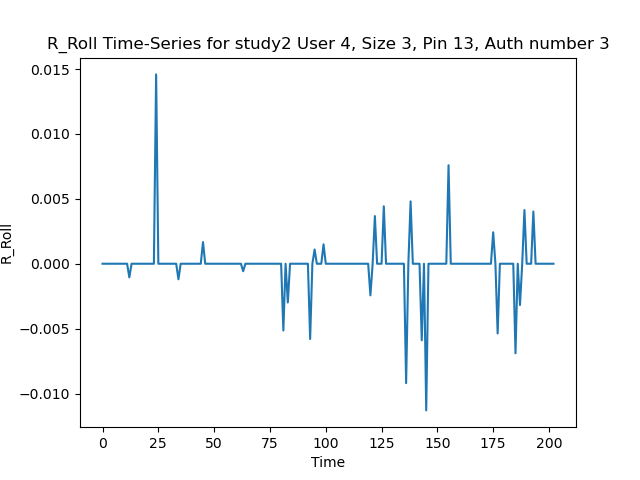 R_Roll Time-Series for study2 User 4, Size 3, Pin 13, Auth number 3
0.015
0.010
0.005
0.000
−0.005
−0.010
R_Roll
0 25 50 75 100 125 150 175 200
Time